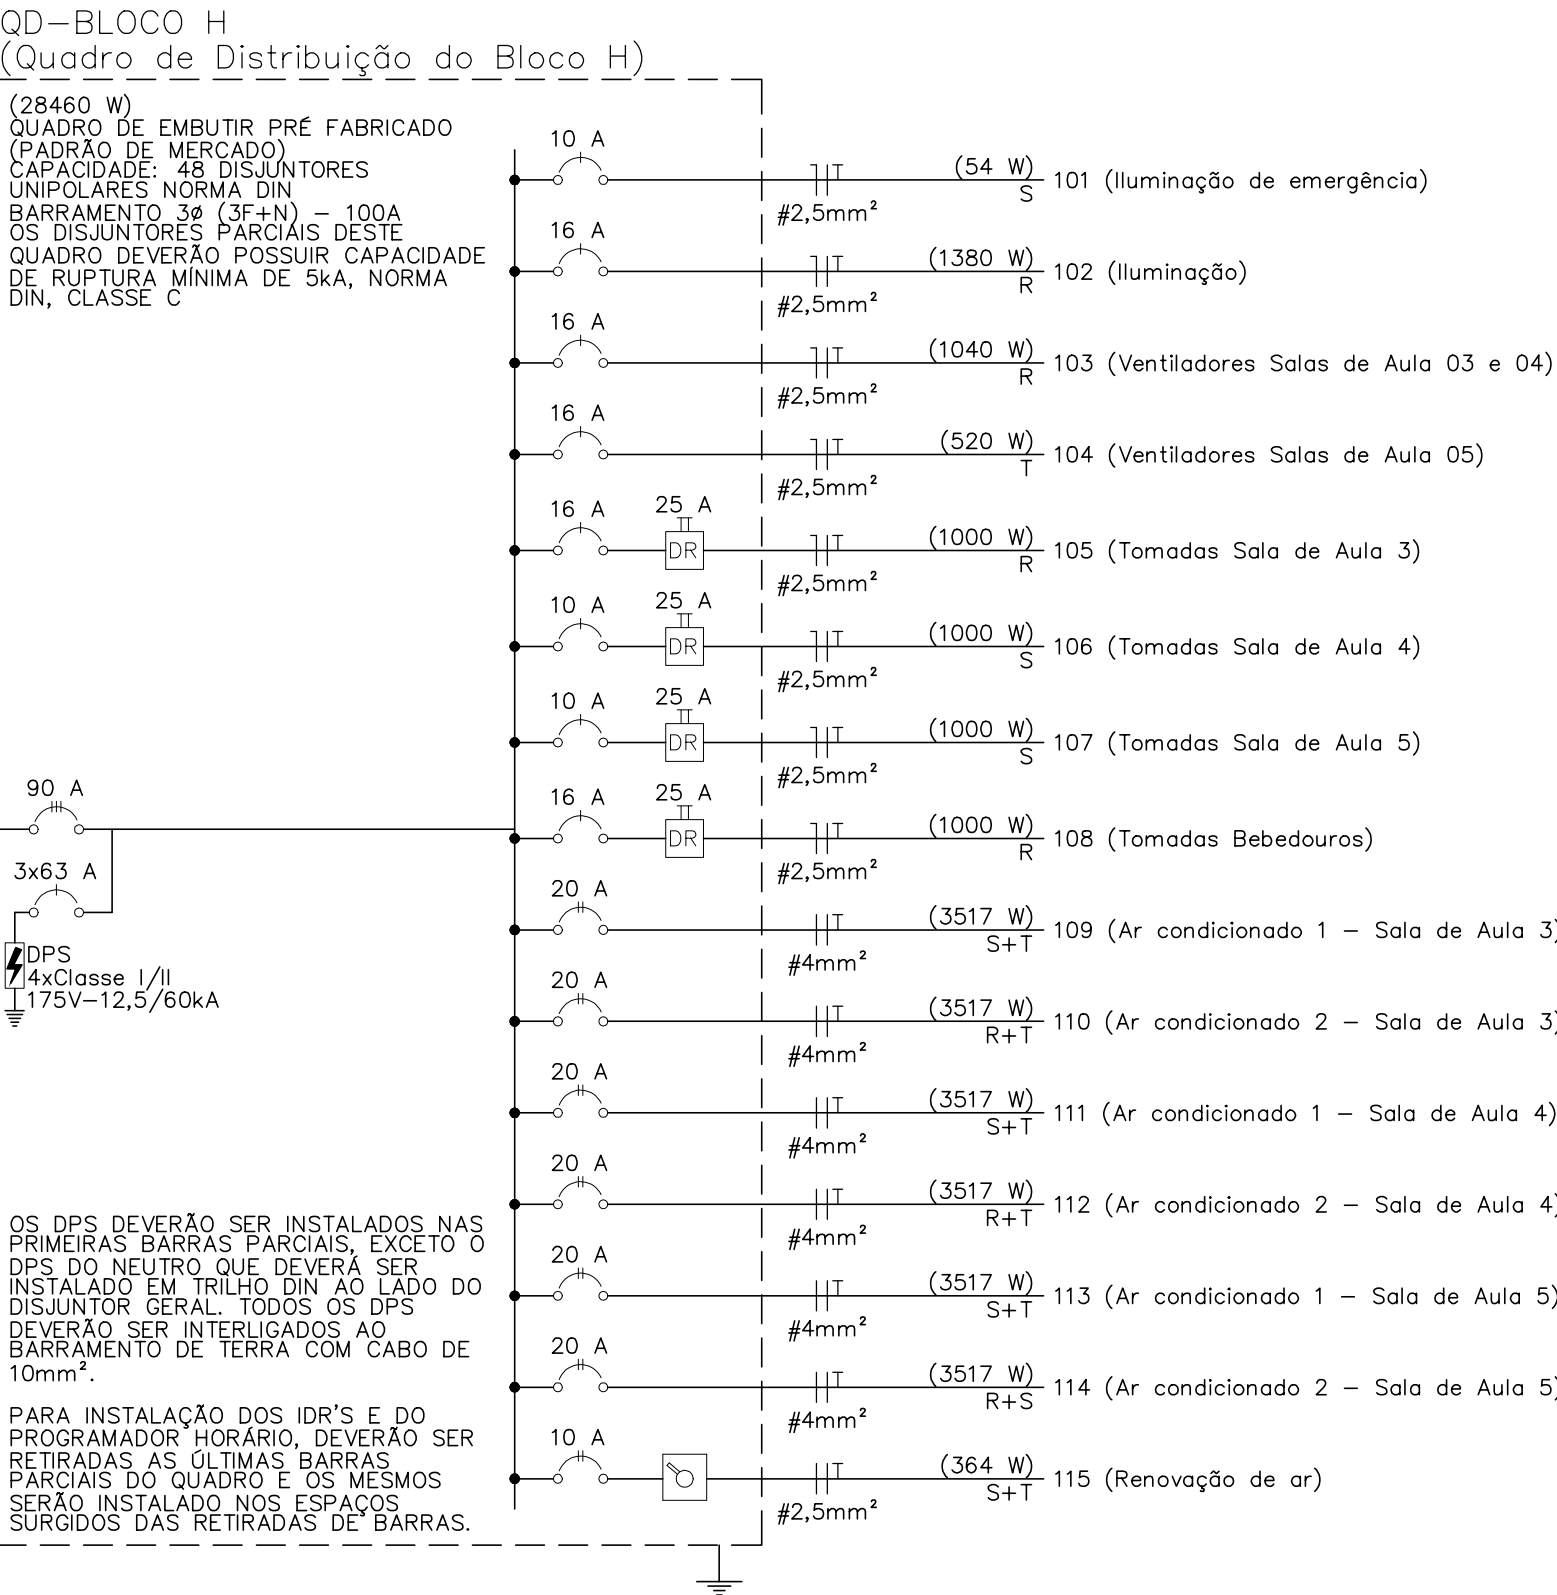 QD-BLOCO H
(Quadro de Distribuição do Bloco H)
(28460 W)
QUADRO DE EMBUTIR PRÉ FABRICADO
(PADRÃO DE MERCADO)
CAPACIDADE: 48 DISJUNTORES
UNIPOLARES NORMA DIN
BARRAMENTO 3ø (3F+N) – 100A
OS DISJUNTORES PARCIAIS DESTE
QUADRO DEVERÃO POSSUIR CAPACIDADE
DE RUPTURA MÍNIMA DE 5kA, NORMA
DIN, CLASSE C
10 A
T
#2,5mm²
(54 W)
S
101 (Iluminação de emergência)
16 A
T
#2,5mm²
(1380 W)
R
102 (Iluminação)
16 A
T
#2,5mm²
(1040 W)
R
103 (Ventiladores Salas de Aula 03 e 04)
16 A
T
#2,5mm²
(520 W)
T
104 (Ventiladores Salas de Aula 05)
16 A
25 A
DR
T
#2,5mm²
(1000 W)
R
105 (Tomadas Sala de Aula 3)
10 A
25 A
DR
T
#2,5mm²
(1000 W)
S
106 (Tomadas Sala de Aula 4)
10 A
25 A
DR
T
#2,5mm²
(1000 W)
S
107 (Tomadas Sala de Aula 5)
90 A
16 A
25 A
DR
T
#2,5mm²
(1000 W)
R
108 (Tomadas Bebedouros)
3x63 A
DPS
4xClasse I/II
175V–12,5/60kA
20 A
T
#4mm²
(3517 W)
S+T
109 (Ar condicionado 1 – Sala de Aula 3)
20 A
T
#4mm²
(3517 W)
R+T
110 (Ar condicionado 2 – Sala de Aula 3)
20 A
T
#4mm²
(3517 W)
S+T
111 (Ar condicionado 1 – Sala de Aula 4)
20 A
T
#4mm²
(3517 W)
R+T
112 (Ar condicionado 2 – Sala de Aula 4)
20 A
T
#4mm²
(3517 W)
S+T
113 (Ar condicionado 1 – Sala de Aula 5)
20 A
T
#4mm²
(3517 W)
R+S
114 (Ar condicionado 2 – Sala de Aula 5)
10 A
T
#2,5mm²
(364 W)
S+T
115 (Renovação de ar)
OS DPS DEVERÃO SER INSTALADOS NAS
PRIMEIRAS BARRAS PARCIAIS, EXCETO O
DPS DO NEUTRO QUE DEVERÁ SER
INSTALADO EM TRILHO DIN AO LADO DO
DISJUNTOR GERAL. TODOS OS DPS
DEVERÃO SER INTERLIGADOS AO
BARRAMENTO DE TERRA COM CABO DE
10mm².
PARA INSTALAÇÃO DOS IDR'S E DO
PROGRAMADOR HORÁRIO, DEVERÃO SER
RETIRADAS AS ÚLTIMAS BARRAS
PARCIAIS DO QUADRO E OS MESMOS
SERÃO INSTALADO NOS ESPAÇOS
SURGIDOS DAS RETIRADAS DE BARRAS.